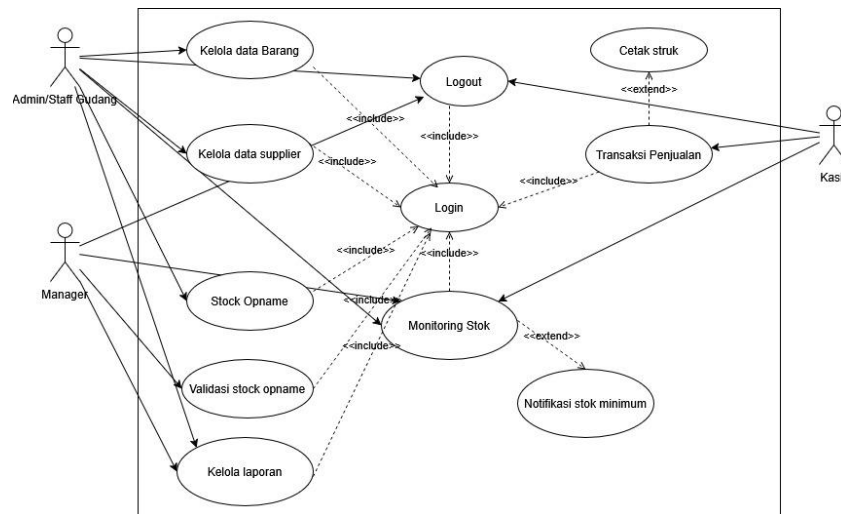 Kelola data Barang
Cetak struk
Logout
Admin/Staff Gudang
<<extend>>
<<include>>
<<include>>
Kelola data supplier
<<include>>
Transaksi Penjualan
Kasi
<<include>>
Login
<<include>>
<<include>>
Manager
Stock Opname
<<include>>
Monitoring Stok
<<include>>
<<extend>>
Validasi stock opname
Notifikasi stok minimum
Kelola laporan